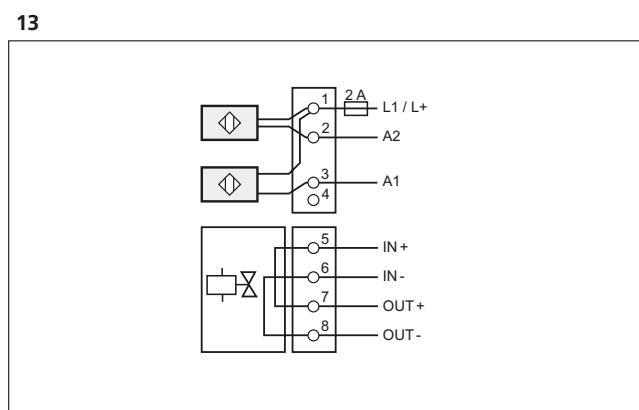 13
1 2 A L1 / L+
2 A2
3 A1
4
5 IN +
6 IN -
7 OUT +
8 OUT -